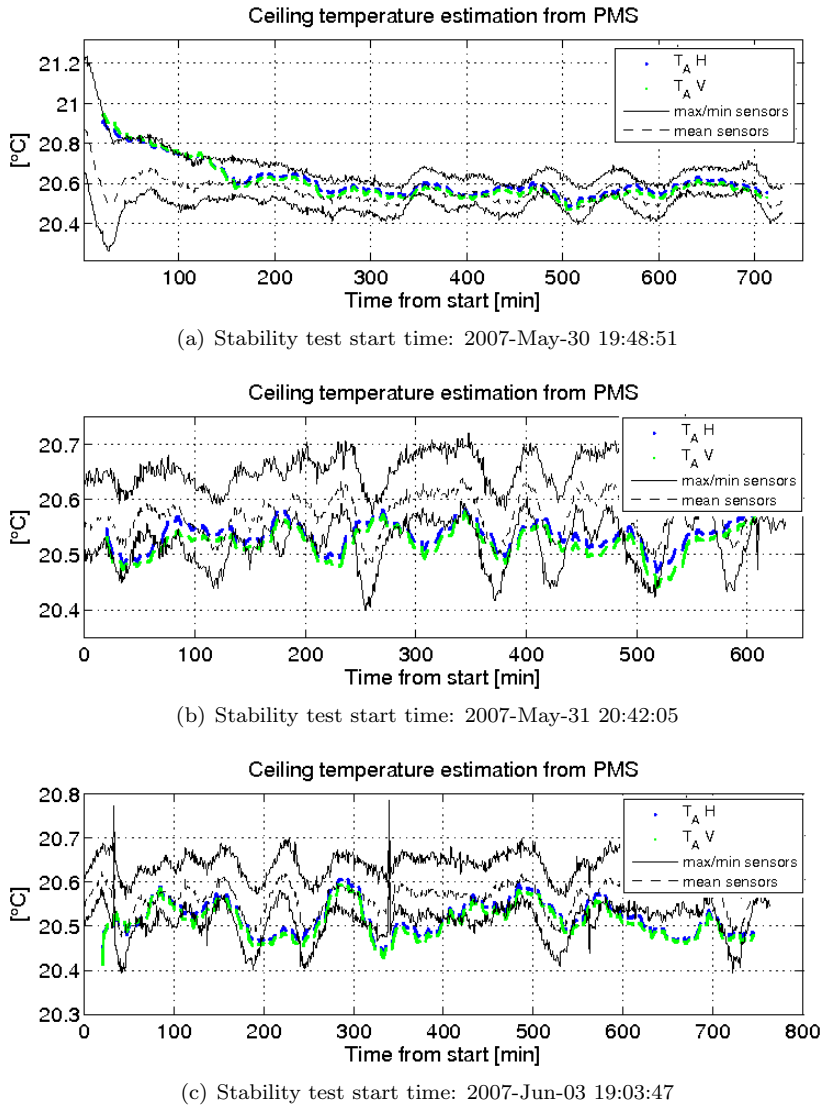 Ceiling temperature estimation from PMS
[°C]
21.2
21
20.8
20.6
20.4
T_A H
T_A V
max/min sensors
mean sensors
100 200 300 400 500 600 700
Time from start [min]
(a) Stability test start time: 2007-May-30 19:48:51
Ceiling temperature estimation from PMS
[°C]
20.7
20.6
20.5
20.4
T_A H
T_A V
max/min sensors
mean sensors
0 100 200 300 400 500 600
Time from start [min]
(b) Stability test start time: 2007-May-31 20:42:05
Ceiling temperature estimation from PMS
[°C]
20.8
20.7
20.6
20.5
20.4
20.3
T_A H
T_A V
max/min sensors
mean sensors
0 100 200 300 400 500 600 700 800
Time from start [min]
(c) Stability test start time: 2007-Jun-03 19:03:47